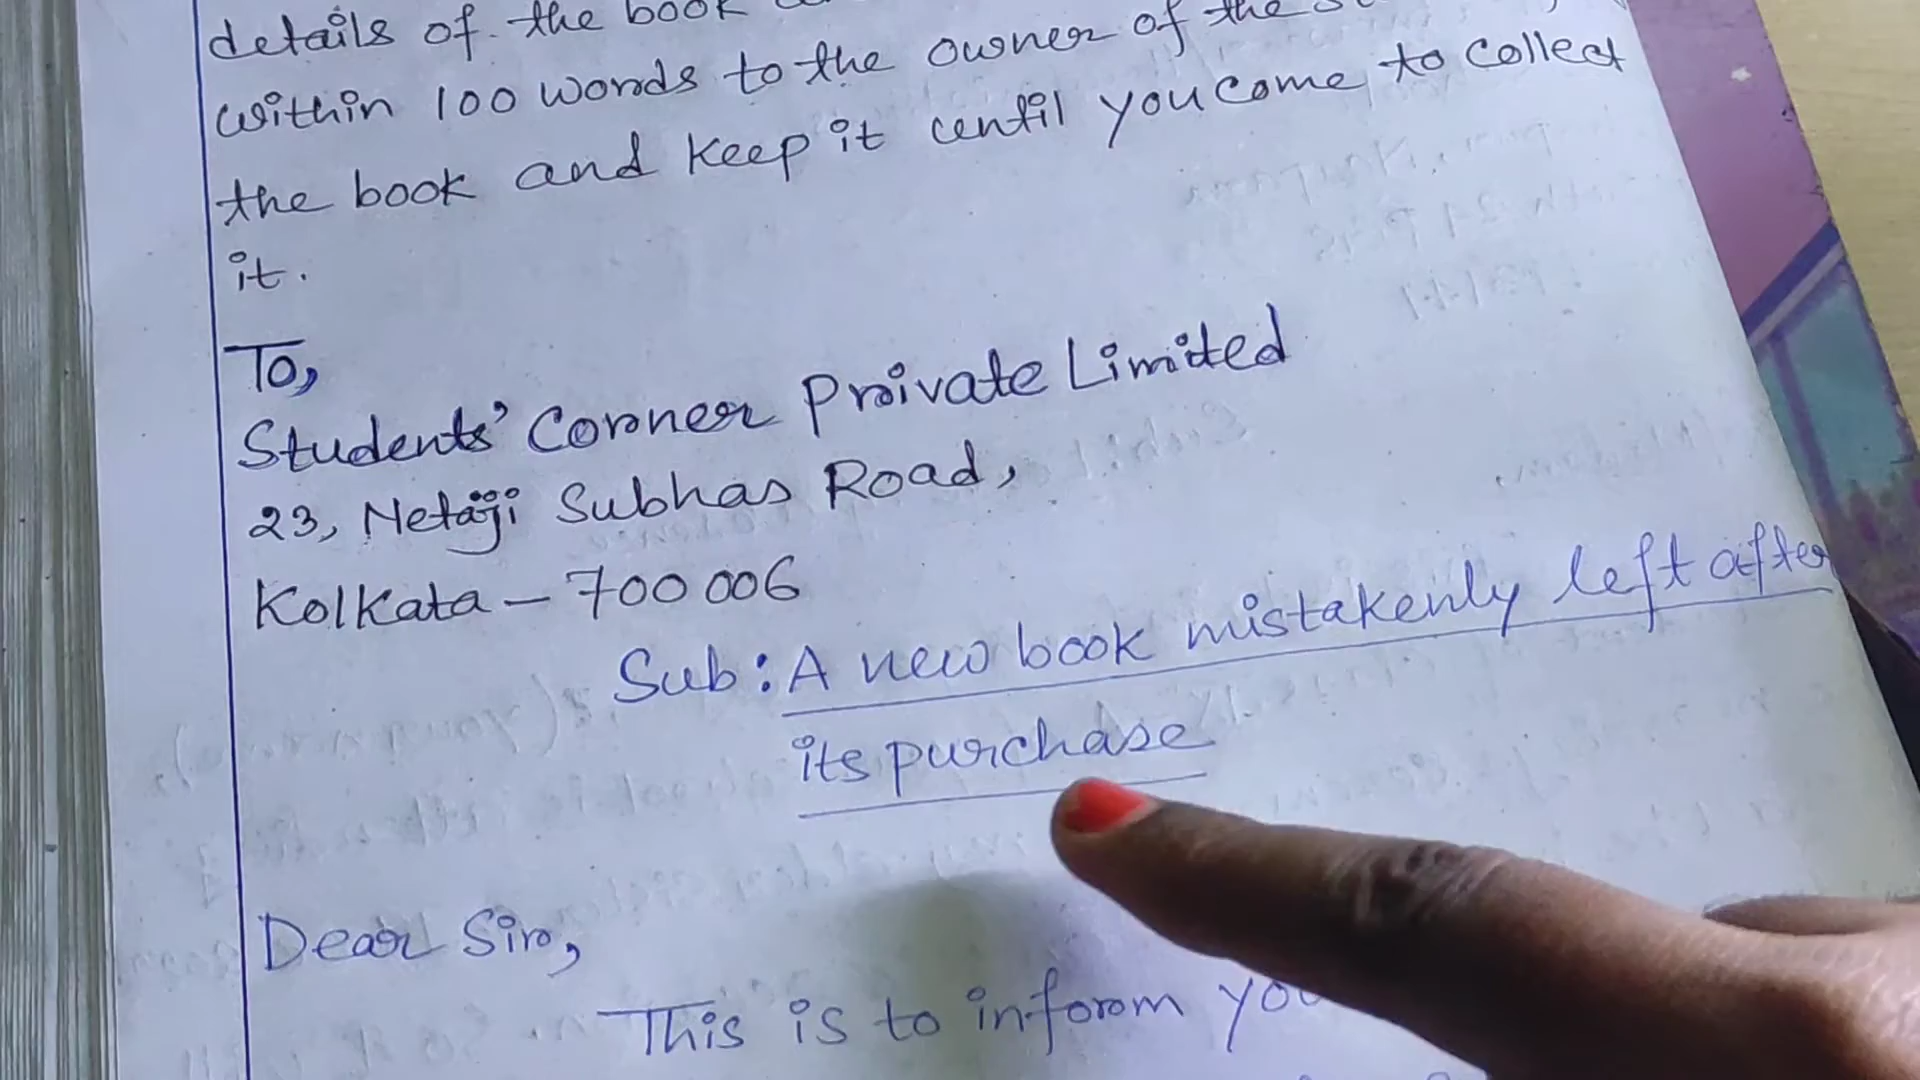 details of the book
within 100 words to the owner of the
the book and keep it until you come to collect
it.
To,
Students' Corner Private Limited
23, Netaji Subhas Road,
Kolkata - 700 006
Sub: A new book mistakenly left after
its purchase
Dear Sir,
This is to inform you